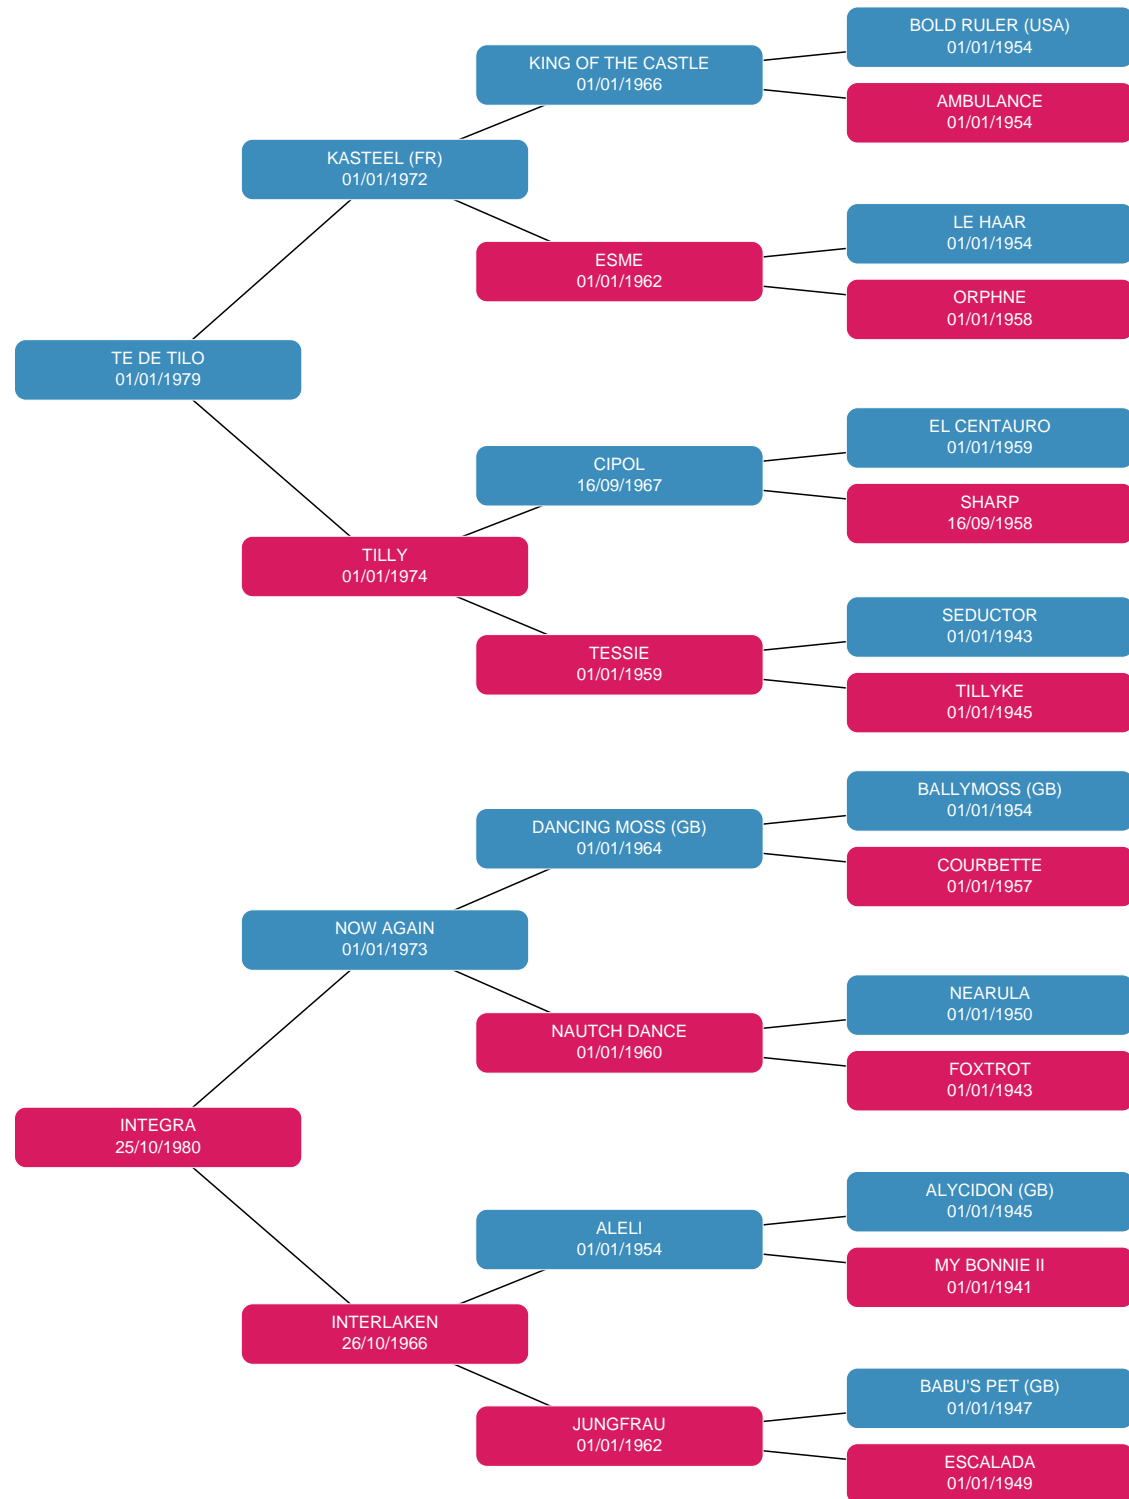 BOLD RULER (USA)
01/01/1954
KING OF THE CASTLE
01/01/1966
AMBULANCE
01/01/1954
KASTEEL (FR)
01/01/1972
LE HAAR
01/01/1954
ESME
01/01/1962
ORPHNE
01/01/1958
TE DE TILO
01/01/1979
EL CENTAURO
01/01/1959
CIPOL
16/09/1967
SHARP
16/09/1958
TILLY
01/01/1974
SEDUCTOR
01/01/1943
TESSIE
01/01/1959
TILLYKE
01/01/1945
BALLYMOSS (GB)
01/01/1954
DANCING MOSS (GB)
01/01/1964
COURBETTE
01/01/1957
NOW AGAIN
01/01/1973
NEARULA
01/01/1950
NAUTCH DANCE
01/01/1960
FOXTROT
01/01/1943
INTEGRA
25/10/1980
ALYCIDON (GB)
01/01/1945
ALELI
01/01/1954
MY BONNIE II
01/01/1941
INTERLAKEN
26/10/1966
BABU'S PET (GB)
01/01/1947
JUNGFRAU
01/01/1962
ESCALADA
01/01/1949